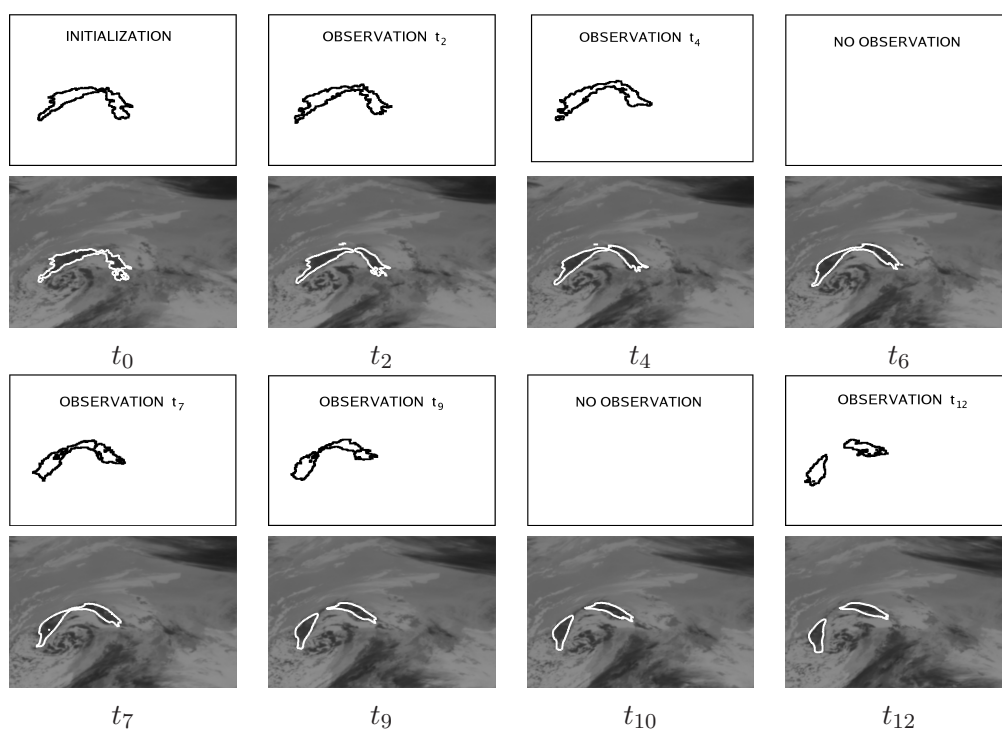 INITIALIZATION
OBSERVATION t₂
OBSERVATION t₄
NO OBSERVATION
t₀
t₂
t₄
t₆
OBSERVATION t₇
OBSERVATION t₉
NO OBSERVATION
OBSERVATION t₁₂
t₇
t₉
t₁₀
t₁₂